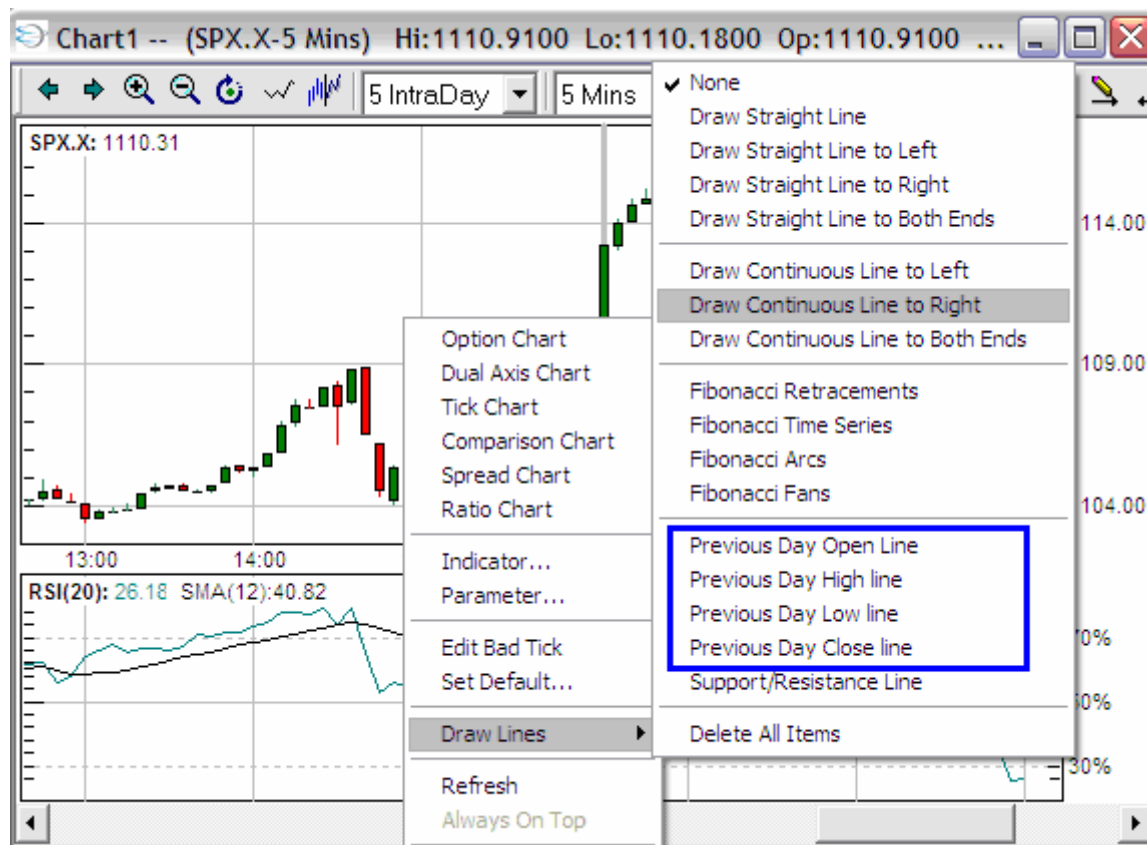 Chart1 -- (SPX.X-5 Mins) Hi:1110.9100 Lo:1110.1800 Op:1110.9100 ...
5 IntraDay
5 Mins
SPX.X: 1110.31
114.00
109.00
104.00
13:00
14:00
RSI(20): 26.18 SMA(12):40.82
30%
Option Chart
Dual Axis Chart
Tick Chart
Comparison Chart
Spread Chart
Ratio Chart
Indicator...
Parameter...
Edit Bad Tick
Set Default...
Draw Lines
Refresh
Always On Top
None
Draw Straight Line
Draw Straight Line to Left
Draw Straight Line to Right
Draw Straight Line to Both Ends
Draw Continuous Line to Left
Draw Continuous Line to Right
Draw Continuous Line to Both Ends
Fibonacci Retracements
Fibonacci Time Series
Fibonacci Arcs
Fibonacci Fans
Previous Day Open Line
Previous Day High line
Previous Day Low line
Previous Day Close line
Support/Resistance Line
Delete All Items